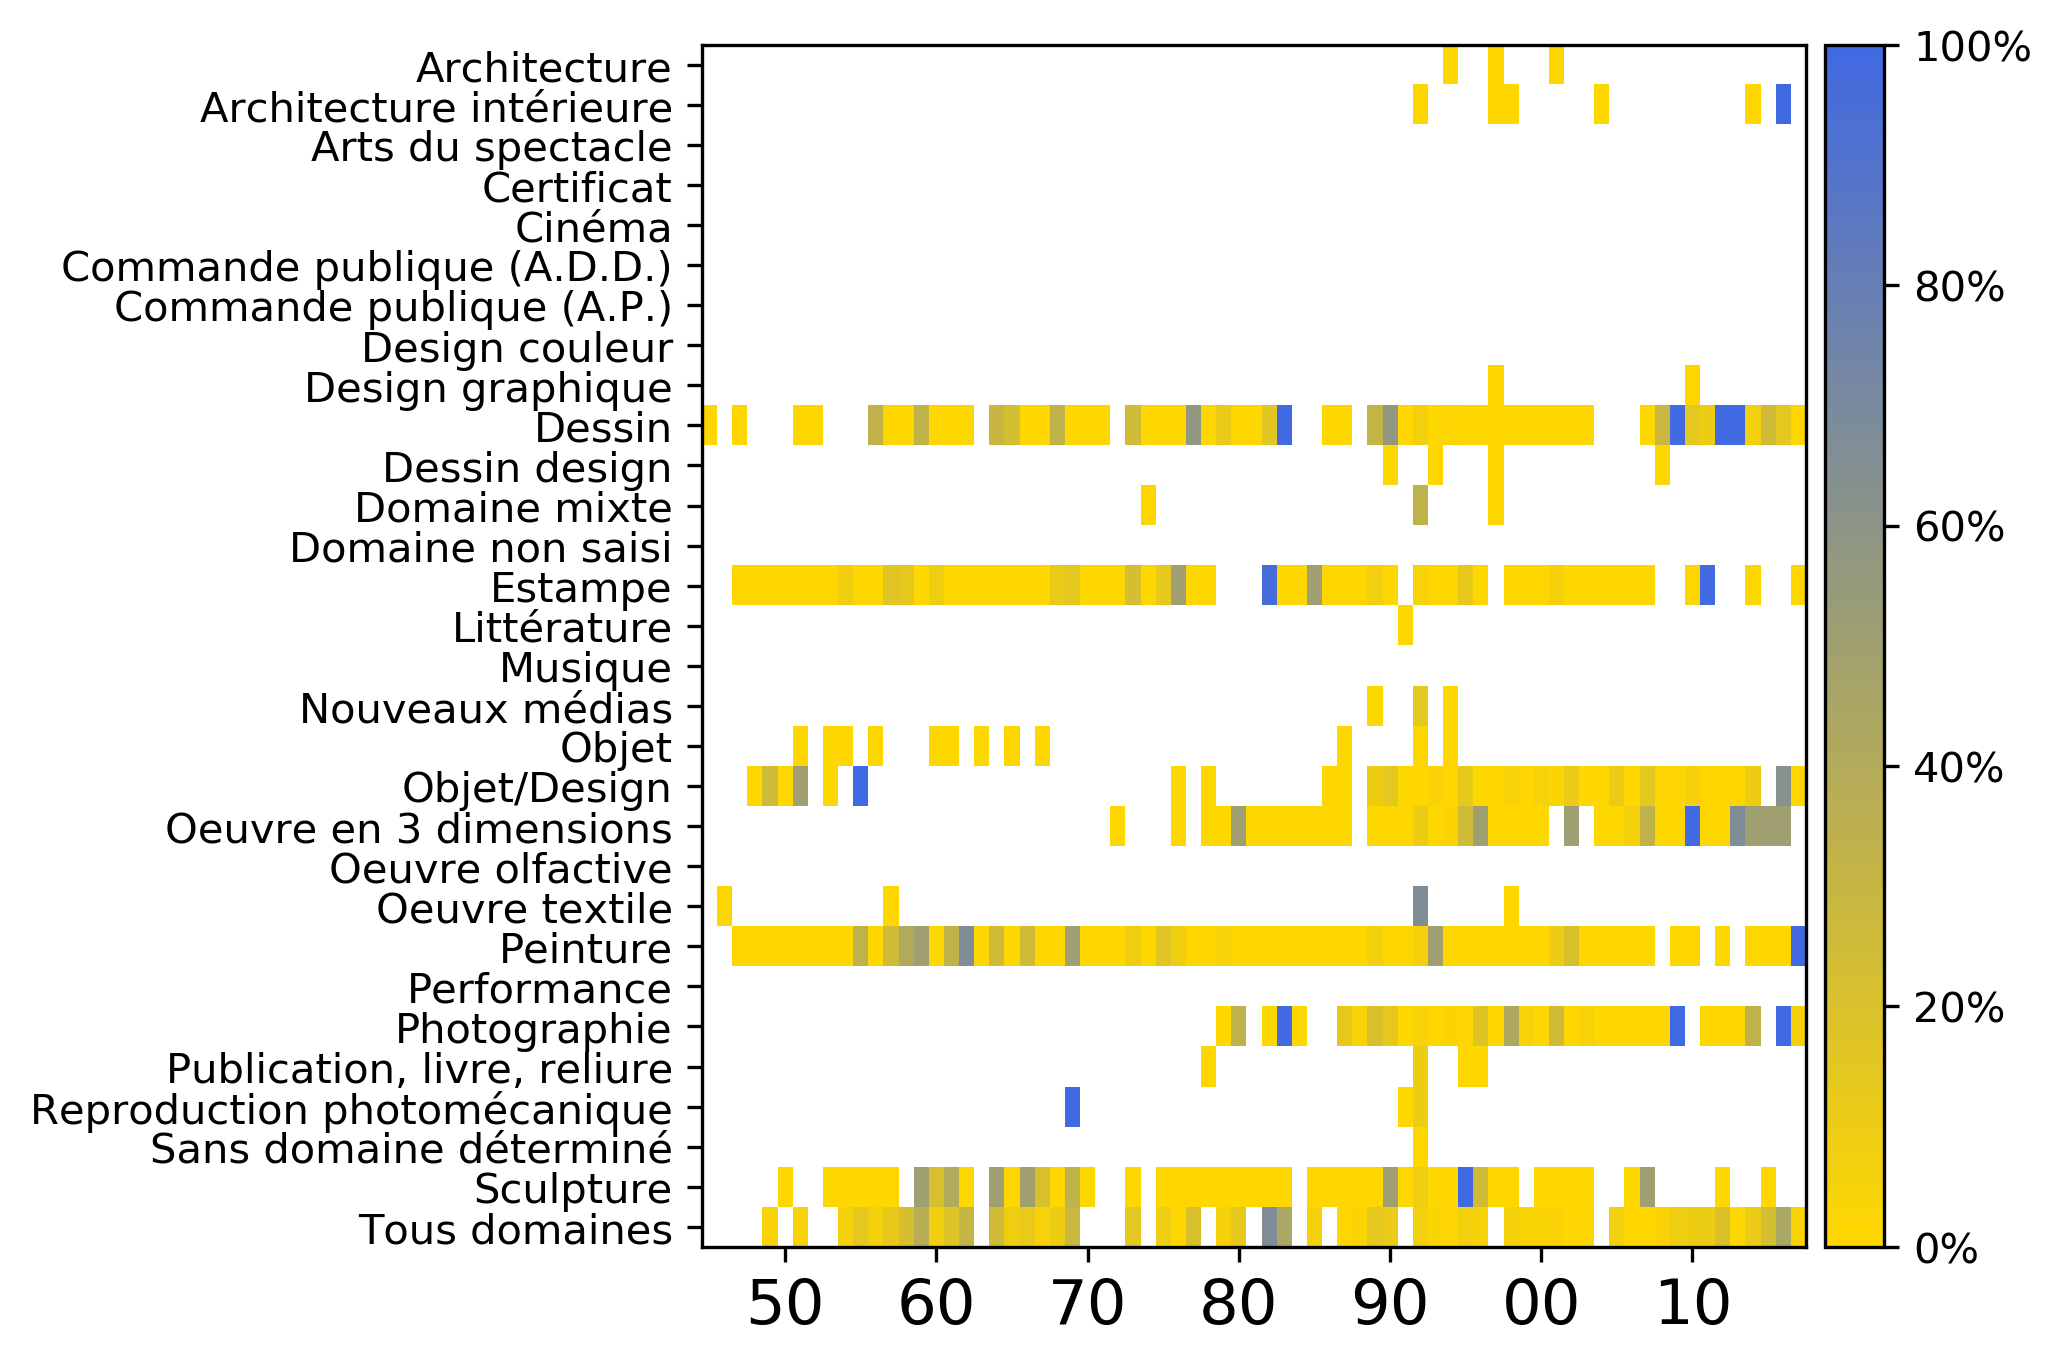 Architecture
Architecture intérieure
Arts du spectacle
Certificat
Cinéma
Commande publique (A.D.D.)
Commande publique (A.P.)
Design couleur
Design graphique
Dessin
Dessin design
Domaine mixte
Domaine non saisi
Estampe
Littérature
Musique
Nouveaux médias
Objet
Objet/Design
Oeuvre en 3 dimensions
Oeuvre olfactive
Oeuvre textile
Peinture
Performance
Photographie
Publication, livre, reliure
Reproduction photomécanique
Sans domaine déterminé
Sculpture
Tous domaines
50 60 70 80 90 00 10
100%
80%
60%
40%
20%
0%